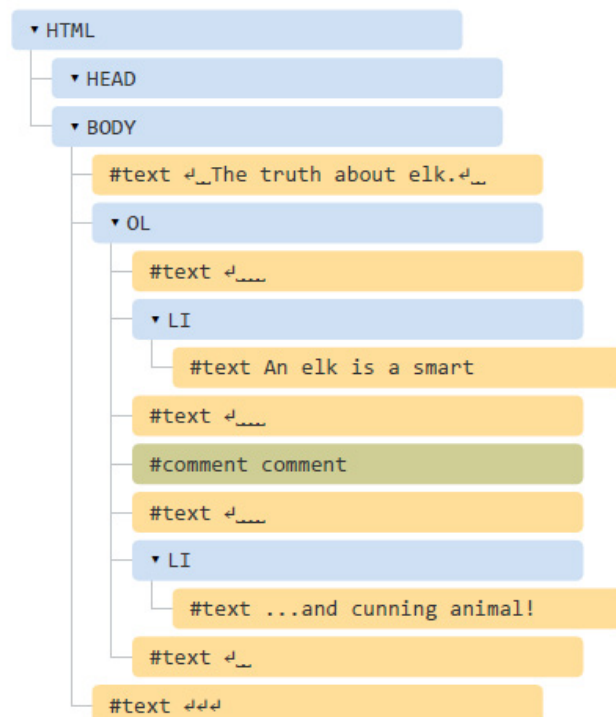 ▾ HTML
▾ HEAD
▾ BODY
#text ↵␣␣The truth about elk.↵␣␣
▾ OL
#text ↵␣␣␣␣
▾ LI
#text An elk is a smart
#text ↵␣␣␣␣
#comment comment
#text ↵␣␣␣␣
▾ LI
#text ...and cunning animal!
#text ↵␣␣
#text ↵↵↵